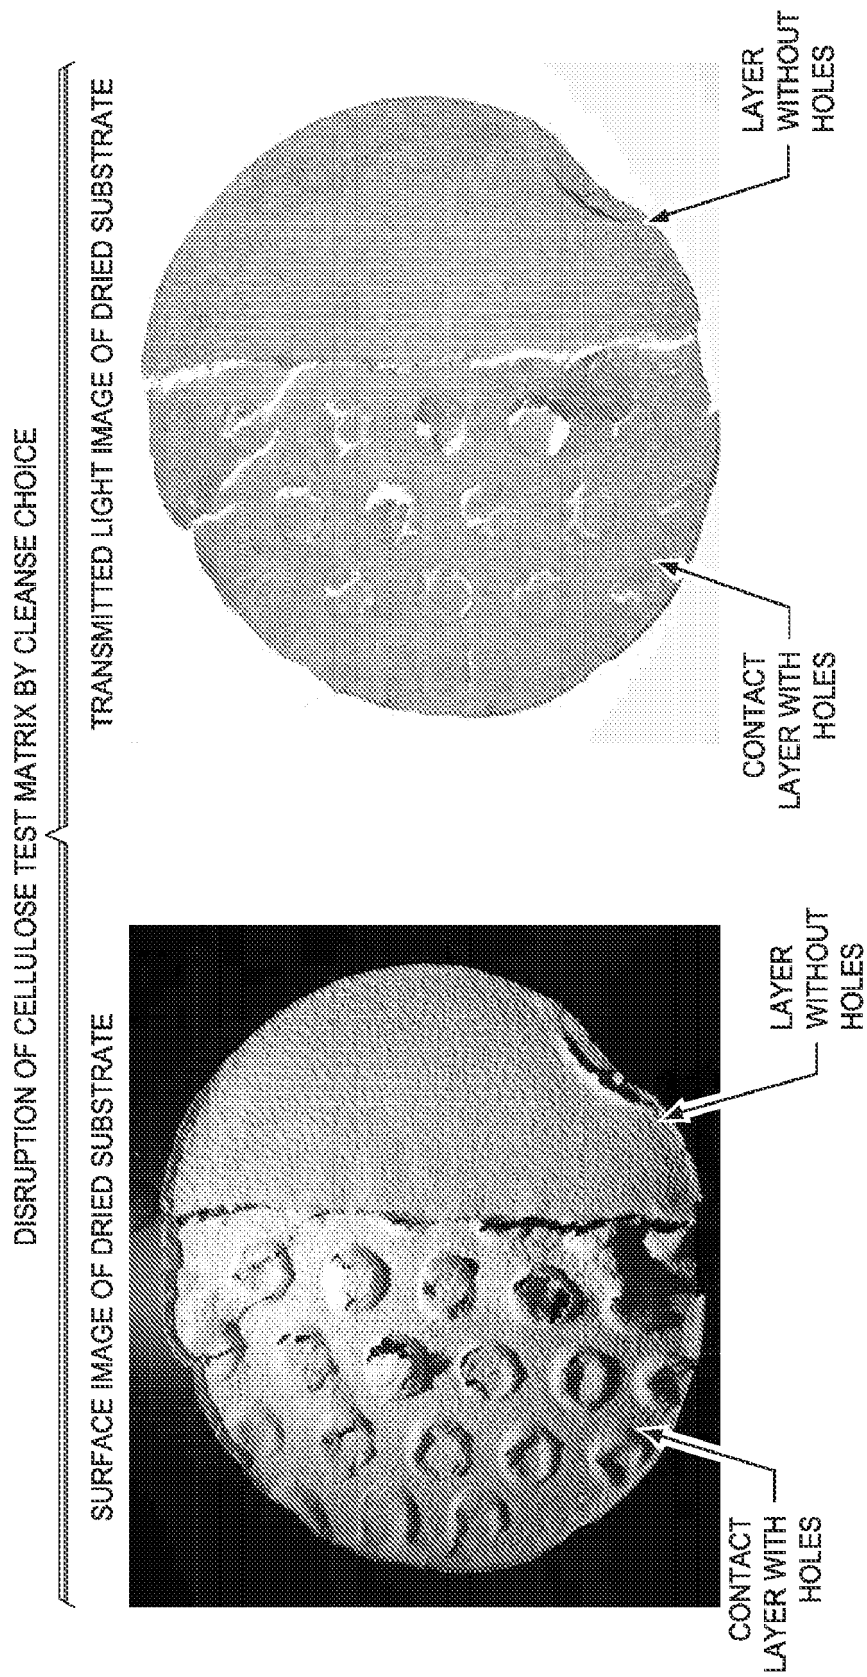 DISRUPTION OF CELLULOSE TEST MATRIX BY CLEANSE CHOICE
SURFACE IMAGE OF DRIED SUBSTRATE
CONTACT
LAYER WITH
HOLES
LAYER
WITHOUT
HOLES
TRANSMITTED LIGHT IMAGE OF DRIED SUBSTRATE
CONTACT
LAYER WITH
HOLES
LAYER
WITHOUT
HOLES